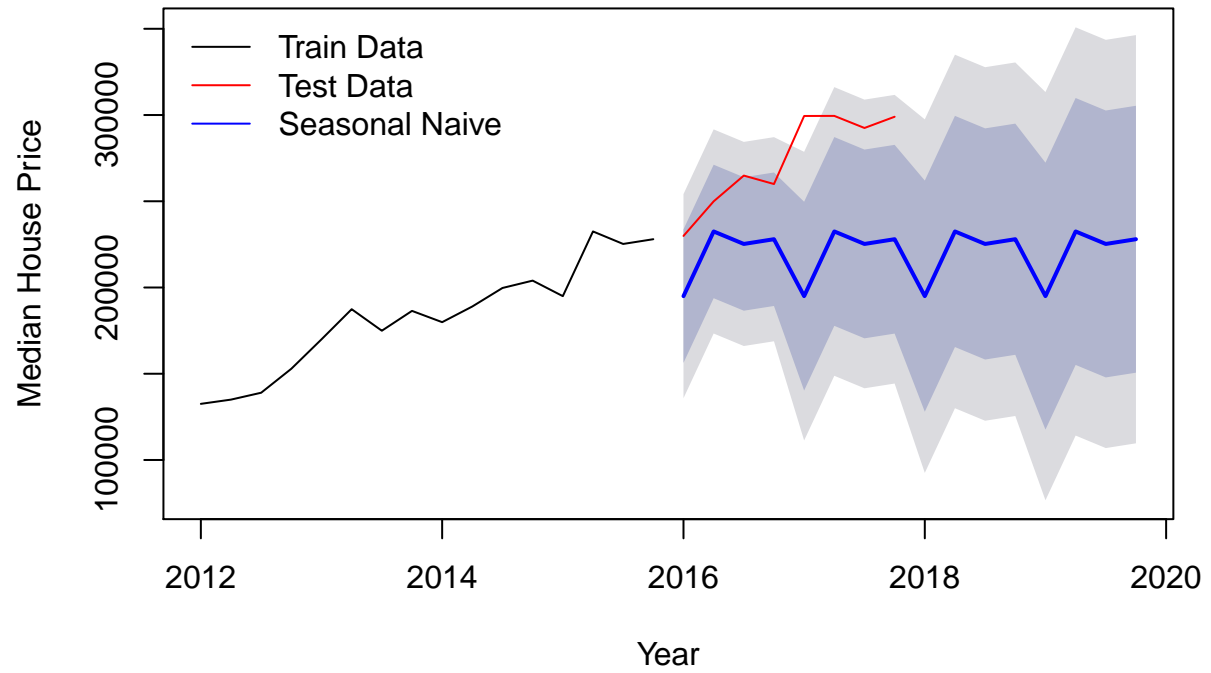 Train Data
Test Data
Seasonal Naive
Median House Price
300000
200000
100000
2012 2014 2016 2018 2020
Year